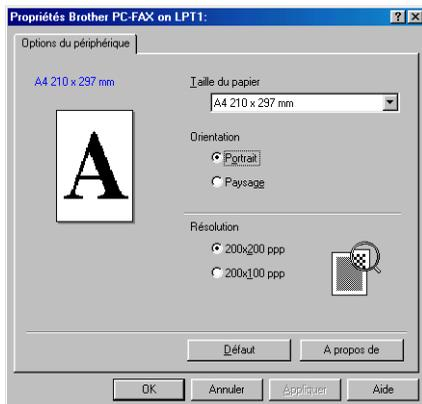 Propriétés Brother PC-FAX on LPT1:
Options du périphérique
A4 210 x 297 mm
A
Taille du papier
A4 210 x 297 mm
Orientation
Portrait
Paysage
Résolution
200x200 ppp
200x100 ppp
Défaut
A propos de
OK
Annuler
Appliquer
Aide